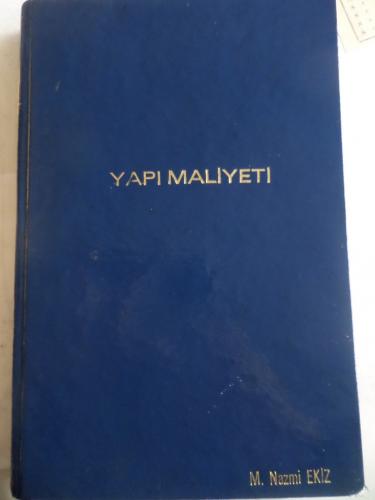 YAPI MALİYETİ
M. Nazmi EKİZ